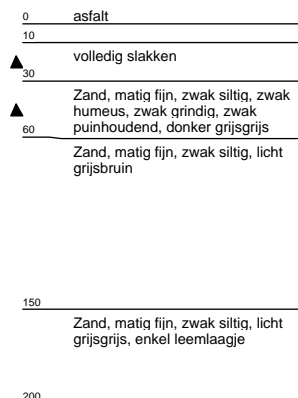 0 asfalt
10
volledig slakken
30
Zand, matig fijn, zwak siltig, zwak
humeus, zwak grindig, zwak
puinhoudend, donker grijsgrijs
60
Zand, matig fijn, zwak siltig, licht
grijsbruin
150
Zand, matig fijn, zwak siltig, licht
grijsgrijs, enkel leemlaagje
200